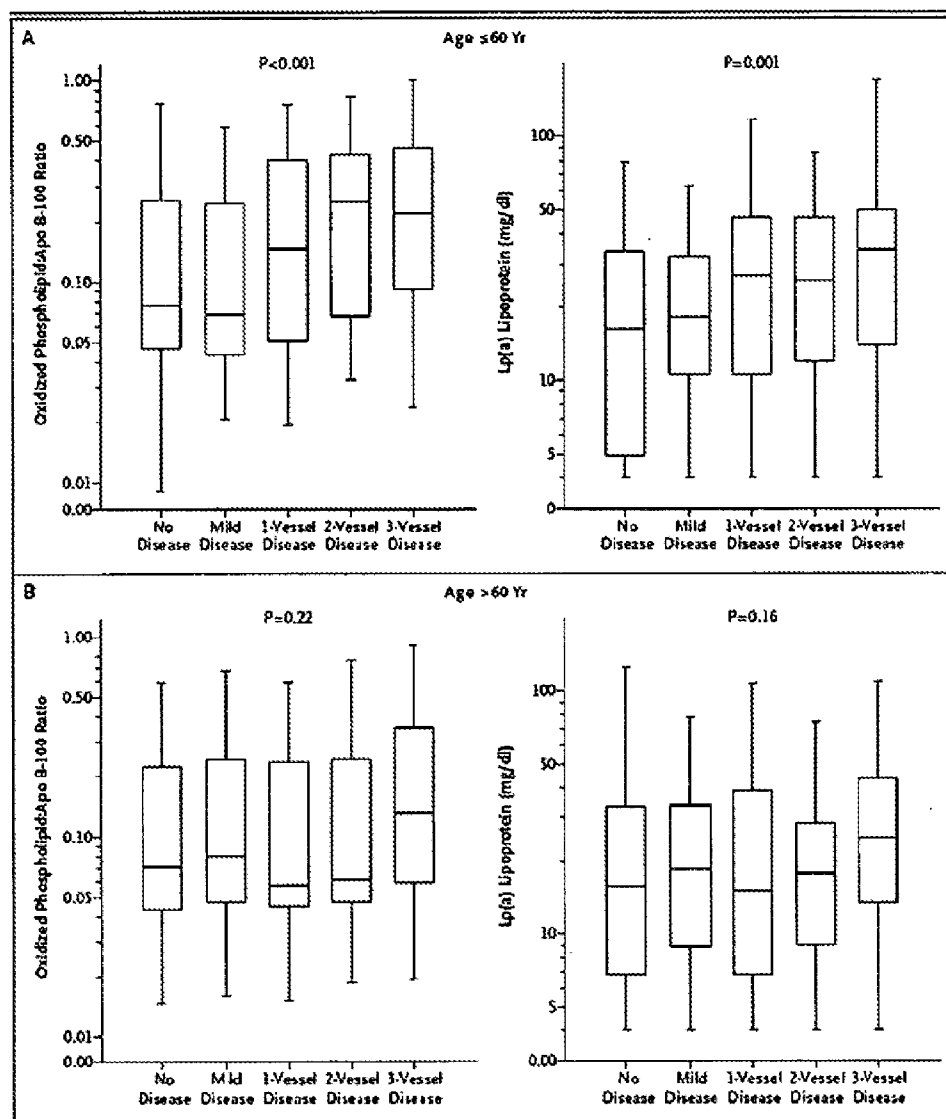 A
Age ≤60 Yr
P<0.001
P=0.001
Oxidized Phospholipid:Apo B-100 Ratio
1.00
0.50
0.10
0.05
0.01
0.00
No Disease
Mild Disease
1-Vessel Disease
2-Vessel Disease
3-Vessel Disease
Lp(a) Lipoprotein (mg/dl)
100
50
10
5
0
No Disease
Mild Disease
1-Vessel Disease
2-Vessel Disease
3-Vessel Disease
B
Age >60 Yr
P=0.22
P=0.16
Oxidized Phospholipid:Apo B-100 Ratio
1.00
0.50
0.10
0.05
0.01
0.00
No Disease
Mild Disease
1-Vessel Disease
2-Vessel Disease
3-Vessel Disease
Lp(a) Lipoprotein (mg/dl)
100
50
10
5
0.00
No Disease
Mild Disease
1-Vessel Disease
2-Vessel Disease
3-Vessel Disease